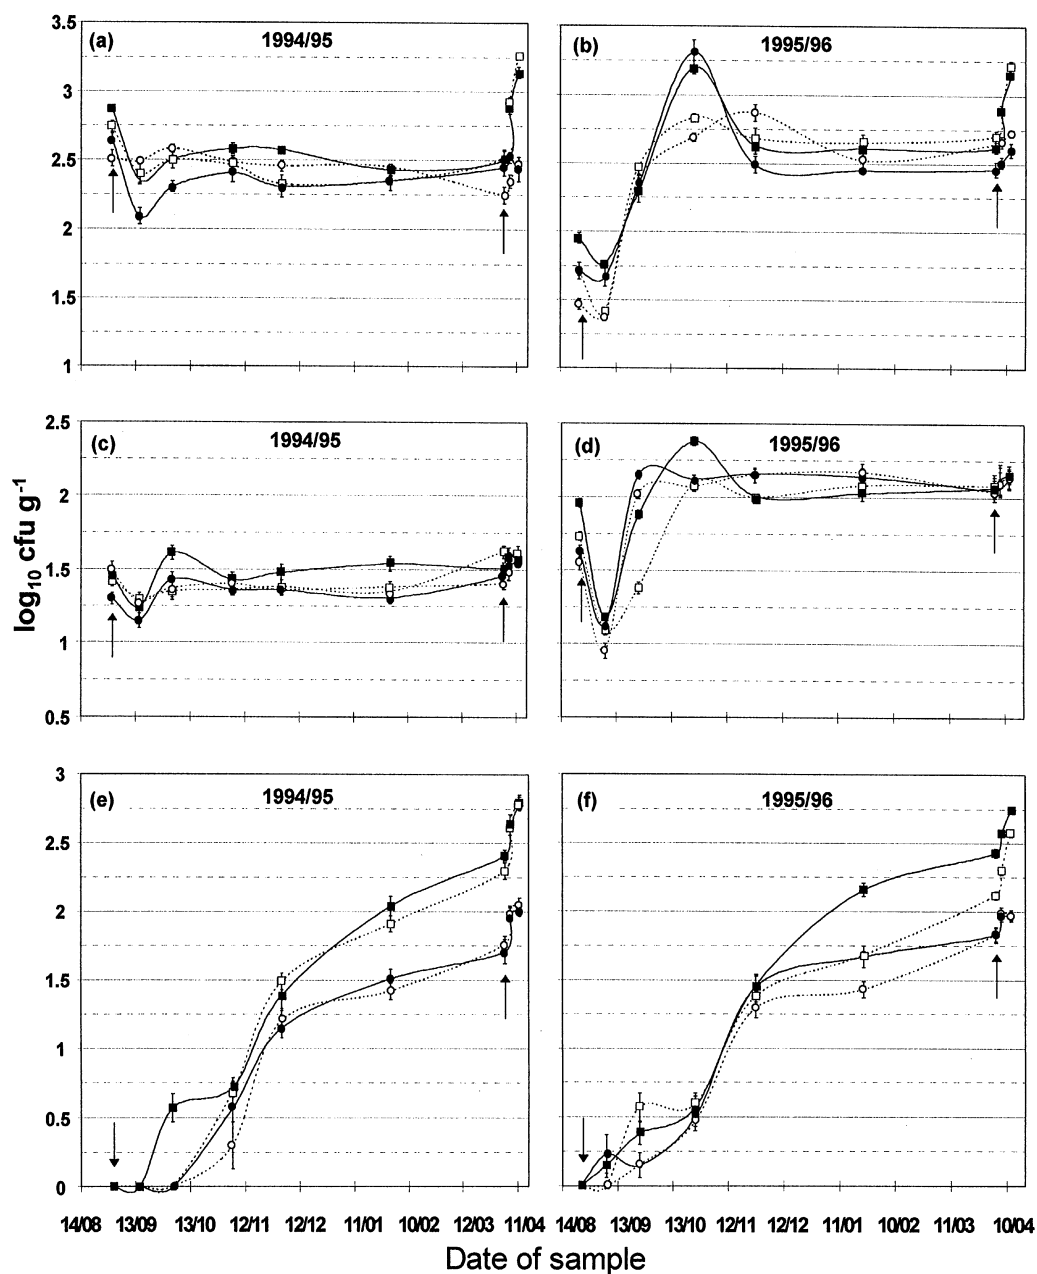 (a) 1994/95
(b) 1995/96
3.5
3
2.5
2
1.5
1
(c) 1994/95
(d) 1995/96
2.5
2
1.5
1
0.5
log10 cfu g-1
(e) 1994/95
(f) 1995/96
3
2.5
2
1.5
1
0.5
0
14/08 13/09 13/10 12/11 12/12 11/01 10/02 12/03 11/04
14/08 13/09 13/10 12/11 12/12 11/01 10/02 11/03 10/04
Date of sample